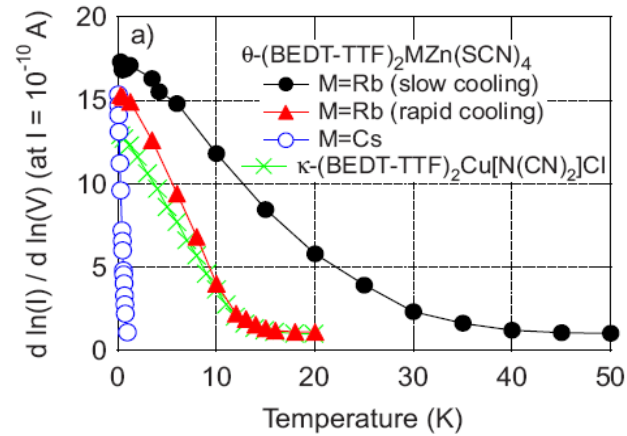 a)
θ-(BEDT-TTF)₂MZn(SCN)₄
M=Rb (slow cooling)
M=Rb (rapid cooling)
M=Cs
κ-(BEDT-TTF)₂Cu[N(CN)₂]Cl
d ln(I) / d ln(V) (at I = 10⁻¹⁰ A)
20
15
10
5
0
0 10 20 30 40 50
Temperature (K)